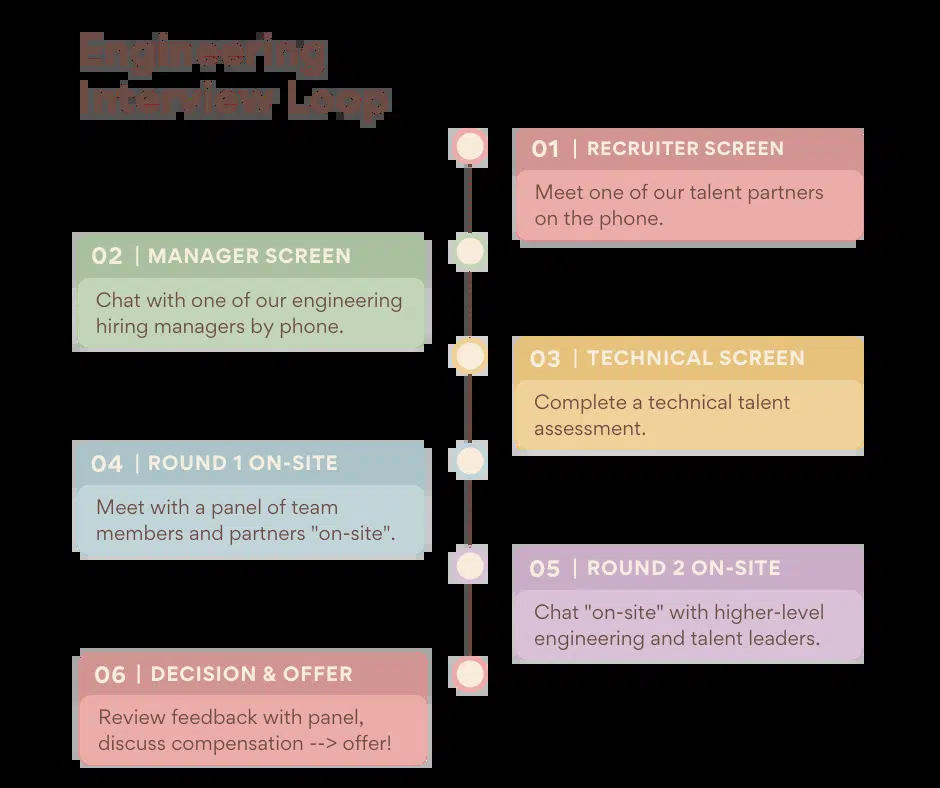 Engineering
Interview Loop
01 | RECRUITER SCREEN
Meet one of our talent partners
on the phone.
02 | MANAGER SCREEN
Chat with one of our engineering
hiring managers by phone.
03 | TECHNICAL SCREEN
Complete a technical talent
assessment.
04 | ROUND 1 ON-SITE
Meet with a panel of team
members and partners "on-site".
05 | ROUND 2 ON-SITE
Chat "on-site" with higher-level
engineering and talent leaders.
06 | DECISION & OFFER
Review feedback with panel,
discuss compensation --> offer!